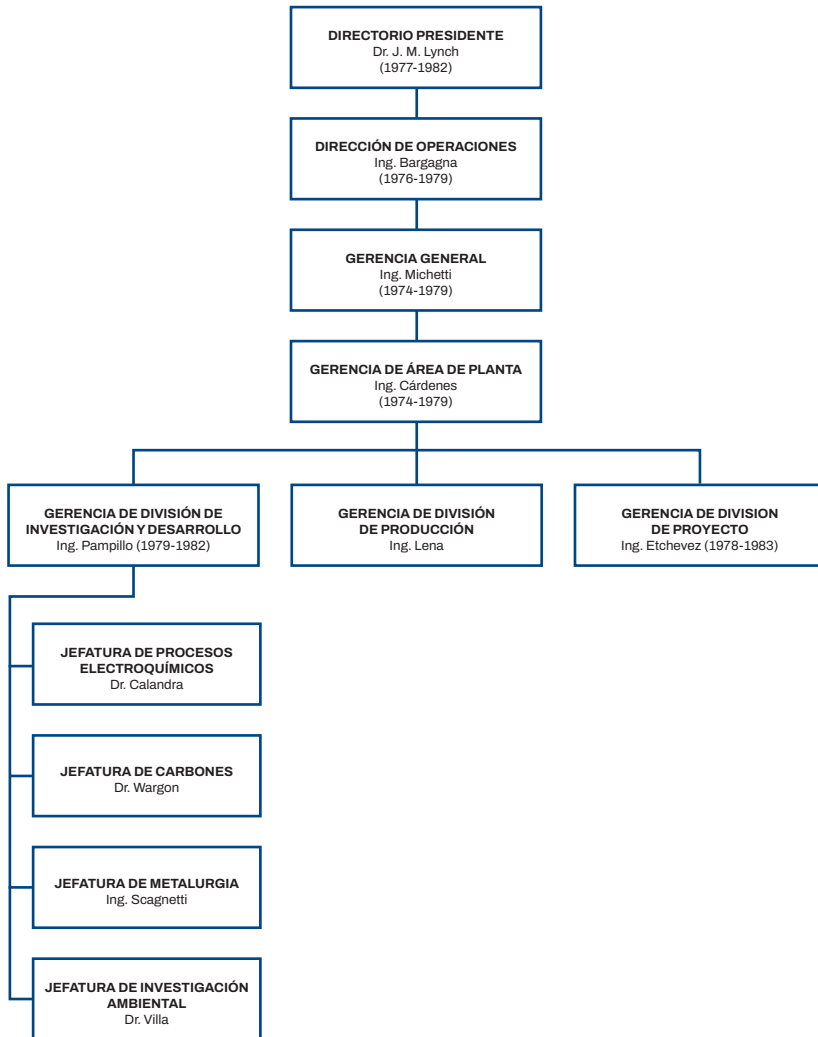 DIRECTORIO PRESIDENTE
Dr. J. M. Lynch
(1977-1982)
DIRECCIÓN DE OPERACIONES
Ing. Bargagna
(1976-1979)
GERENCIA GENERAL
Ing. Michetti
(1974-1979)
GERENCIA DE ÁREA DE PLANTA
Ing. Cárdenes
(1974-1979)
GERENCIA DE DIVISIÓN DE
INVESTIGACIÓN Y DESARROLLO
Ing. Pampillo (1979-1982)
GERENCIA DE DIVISIÓN
DE PRODUCCIÓN
Ing. Lena
GERENCIA DE DIVISION
DE PROYECTO
Ing. Etchevez (1978-1983)
JEFATURA DE PROCESOS
ELECTROQUÍMICOS
Dr. Calandra
JEFATURA DE CARBONES
Dr. Wargon
JEFATURA DE METALURGIA
Ing. Scagnetti
JEFATURA DE INVESTIGACIÓN
AMBIENTAL
Dr. Villa